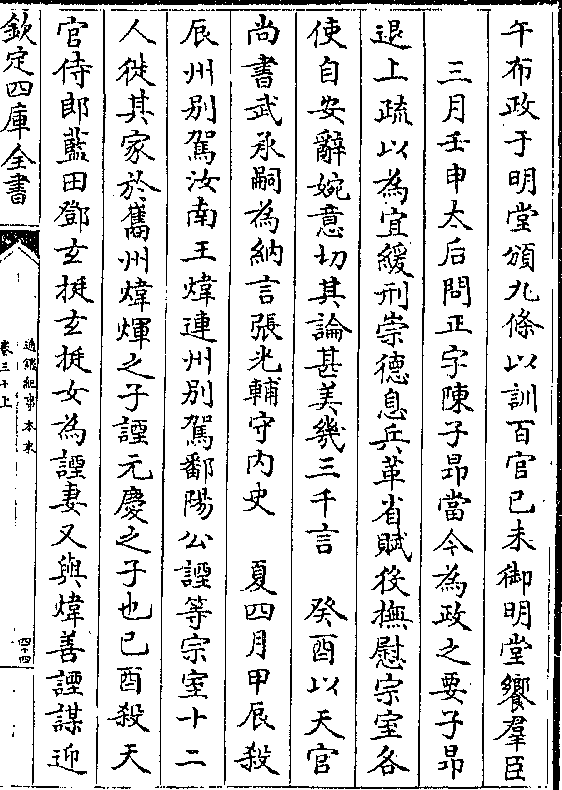 午布政于明堂頒九條以訓百官已未御明堂饗羣臣
三月壬申太后問正字陳子昻當今為政之要子昻
退上疏以為宜緩刑崇德息兵革省賦役撫慰宗室各
使自安辭婉意切其論甚美幾三千言　癸酉以天官
尚書武承嗣為納言張光輔守内史　夏四月甲辰殺
辰州别駕汝南王煒連州别駕鄱陽公諲等宗室十二
人徙其家於巂州煒煇之子諲元慶之子也已酉殺天
官侍郎藍田鄧玄挺玄挺女為諲妻又與煒善諲謀迎
欽定四庫全書
通鑑紀事本末
卷三十上
四十四